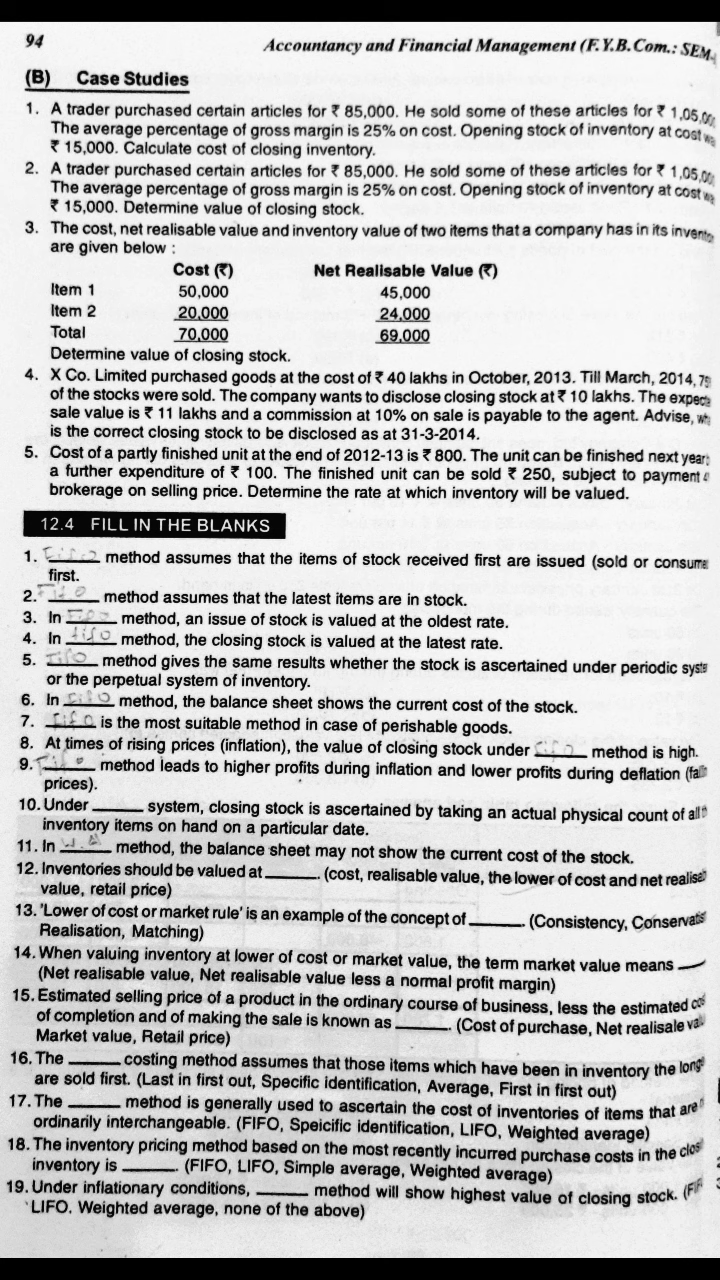 94
Accountancy and Financial Management (F.Y.B.Com.: SEM.
(B) Case Studies
1. A trader purchased certain articles for ₹ 85,000. He sold some of these articles for ₹ 1,05,00
The average percentage of gross margin is 25% on cost. Opening stock of inventory at cost wa
₹ 15,000. Calculate cost of closing inventory.
2. A trader purchased certain articles for ₹ 85,000. He sold some of these articles for ₹ 1,05,00
The average percentage of gross margin is 25% on cost. Opening stock of inventory at cost wa
₹ 15,000. Determine value of closing stock.
3. The cost, net realisable value and inventory value of two items that a company has in its invento
are given below :
Cost (₹) Net Realisable Value (₹)
Item 1 50,000 45,000
Item 2 20,000 24,000
Total 70,000 69,000
Determine value of closing stock.
4. X Co. Limited purchased goods at the cost of ₹ 40 lakhs in October, 2013. Till March, 2014, 75
of the stocks were sold. The company wants to disclose closing stock at ₹ 10 lakhs. The expec
sale value is ₹ 11 lakhs and a commission at 10% on sale is payable to the agent. Advise, wh
is the correct closing stock to be disclosed as at 31-3-2014.
5. Cost of a partly finished unit at the end of 2012-13 is ₹ 800. The unit can be finished next year
a further expenditure of ₹ 100. The finished unit can be sold ₹ 250, subject to payment
brokerage on selling price. Determine the rate at which inventory will be valued.
12.4 FILL IN THE BLANKS
1. Fifo method assumes that the items of stock received first are issued (sold or consume
first.
2. Fifo method assumes that the latest items are in stock.
3. In Fifo method, an issue of stock is valued at the oldest rate.
4. In fifo method, the closing stock is valued at the latest rate.
5. Fifo method gives the same results whether the stock is ascertained under periodic syste
or the perpetual system of inventory.
6. In Fifo method, the balance sheet shows the current cost of the stock.
7. Fifo is the most suitable method in case of perishable goods.
8. At times of rising prices (inflation), the value of closing stock under Fifo method is high.
9. Fifo method leads to higher profits during inflation and lower profits during deflation (fallin
prices).
10. Under ______ system, closing stock is ascertained by taking an actual physical count of all
inventory items on hand on a particular date.
11. In W.A method, the balance sheet may not show the current cost of the stock.
12. Inventories should be valued at ______. (cost, realisable value, the lower of cost and net realisab
value, retail price)
13. 'Lower of cost or market rule' is an example of the concept of ______. (Consistency, Conservatis
Realisation, Matching)
14. When valuing inventory at lower of cost or market value, the term market value means ___
(Net realisable value, Net realisable value less a normal profit margin)
15. Estimated selling price of a product in the ordinary course of business, less the estimated cos
of completion and of making the sale is known as ______. (Cost of purchase, Net realisale val
Market value, Retail price)
16. The ______ costing method assumes that those items which have been in inventory the longe
are sold first. (Last in first out, Specific identification, Average, First in first out)
17. The ______ method is generally used to ascertain the cost of inventories of items that are
ordinarily interchangeable. (FIFO, Speicific identification, LIFO, Weighted average)
18. The inventory pricing method based on the most recently incurred purchase costs in the clos
inventory is ______. (FIFO, LIFO, Simple average, Weighted average)
19. Under inflationary conditions, ______ method will show highest value of closing stock. (FIF
LIFO. Weighted average, none of the above)